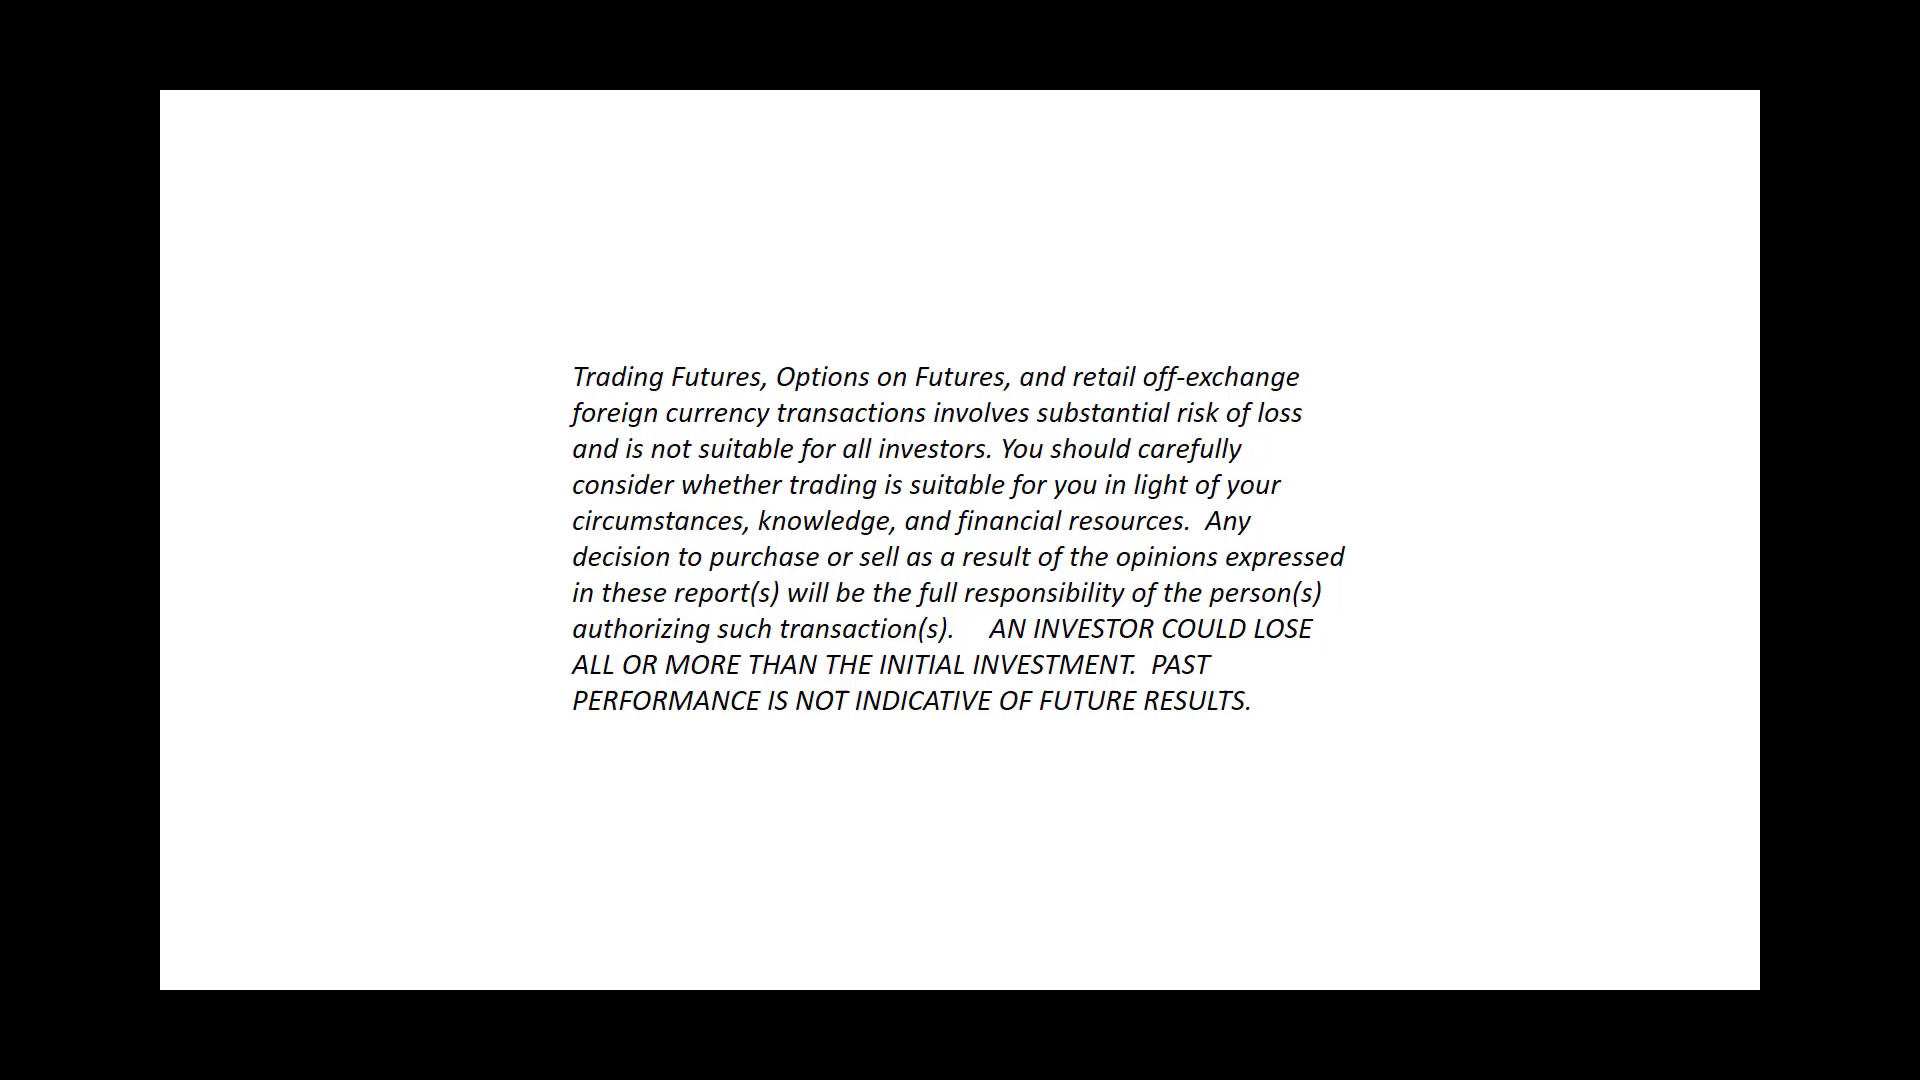 Trading Futures, Options on Futures, and retail off-exchange
foreign currency transactions involves substantial risk of loss
and is not suitable for all investors. You should carefully
consider whether trading is suitable for you in light of your
circumstances, knowledge, and financial resources.  Any
decision to purchase or sell as a result of the opinions expressed
in these report(s) will be the full responsibility of the person(s)
authorizing such transaction(s).     AN INVESTOR COULD LOSE
ALL OR MORE THAN THE INITIAL INVESTMENT.  PAST
PERFORMANCE IS NOT INDICATIVE OF FUTURE RESULTS.